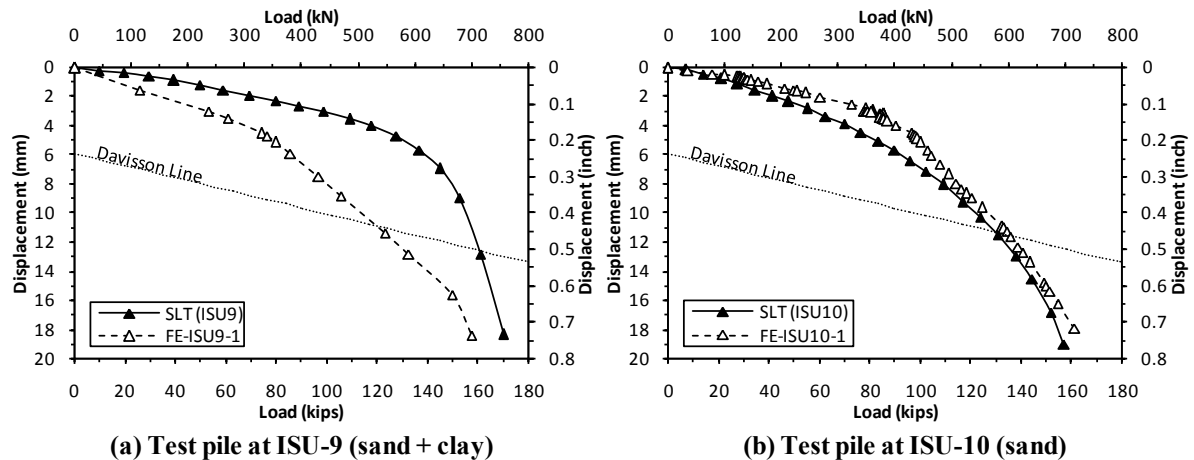 Load (kN)
0 100 200 300 400 500 600 700 800
0 2 4 6 8 10 12 14 16 18 20
Displacement (mm)
Davisson Line
SLT (ISU9)
FE-ISU9-1
0 0.1 0.2 0.3 0.4 0.5 0.6 0.7 0.8
Displacement (inch)
0 20 40 60 80 100 120 140 160 180
Load (kips)
(a) Test pile at ISU-9 (sand + clay)
Load (kN)
0 100 200 300 400 500 600 700 800
0 2 4 6 8 10 12 14 16 18 20
Displacement (mm)
Davisson Line
SLT (ISU10)
FE-ISU10-1
0 0.1 0.2 0.3 0.4 0.5 0.6 0.7 0.8
Displacement (inch)
0 20 40 60 80 100 120 140 160 180
Load (kips)
(b) Test pile at ISU-10 (sand)